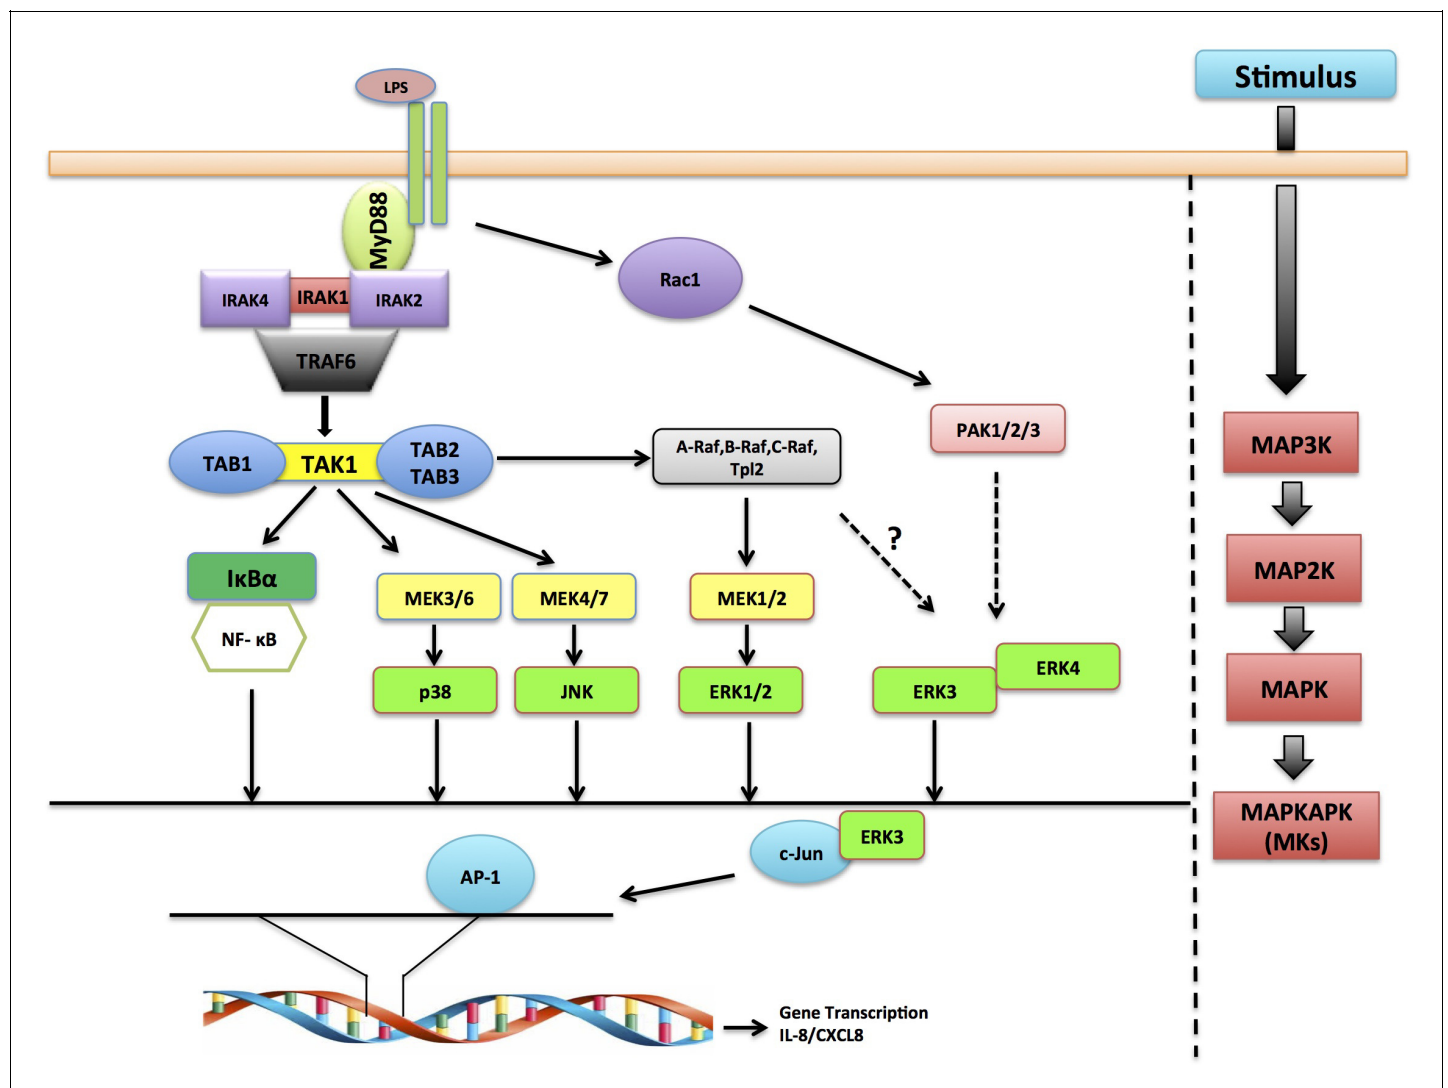 LPS
Stimulus
MyD88
Rac1
IRAK4
IRAK1
IRAK2
TRAF6
PAK1/2/3
TAB1
TAK1
TAB2
TAB3
A-Raf,B-Raf,C-Raf,
Tpl2
MAP3K
?
IκBα
NF- κB
MEK3/6
MEK4/7
MEK1/2
MAP2K
p38
JNK
ERK1/2
ERK3
ERK4
MAPK
c-Jun
ERK3
MAPKAPK
(MKs)
AP-1
Gene Transcription
IL-8/CXCL8